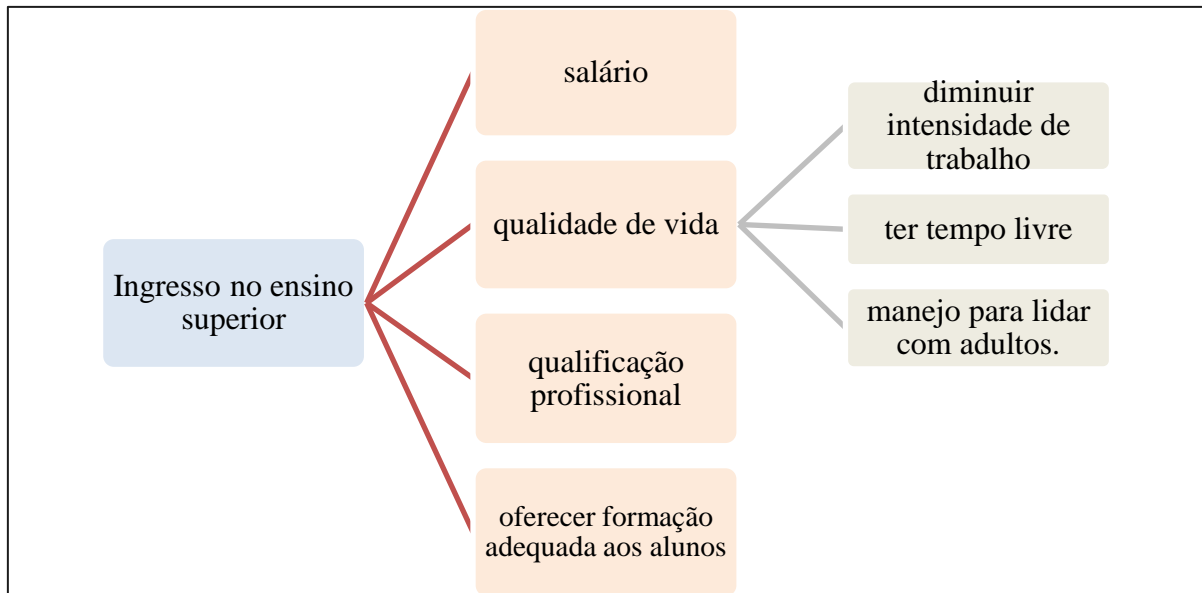 Ingresso no ensino
superior
salário
qualidade de vida
qualificação
profissional
oferecer formação
adequada aos alunos
diminuir
intensidade de
trabalho
ter tempo livre
manejo para lidar
com adultos.